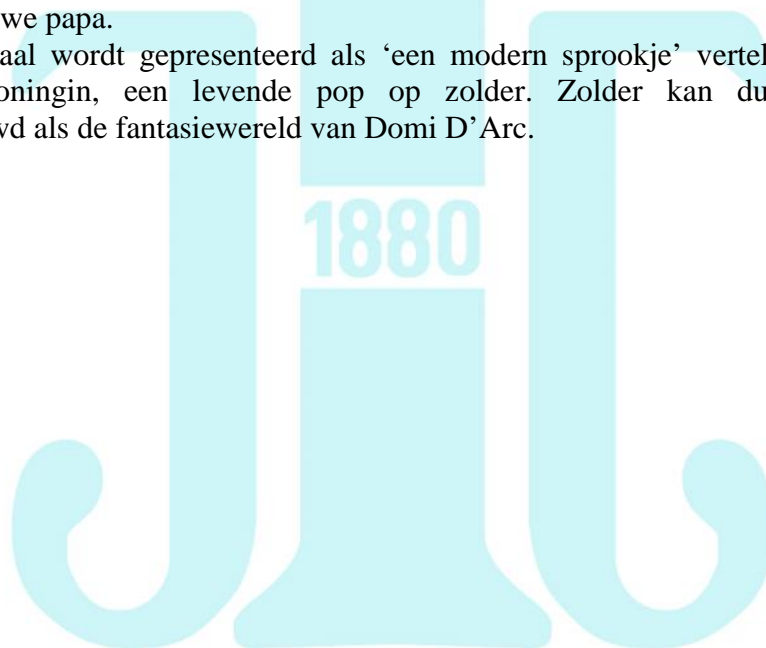 we papa.
aal wordt gepresenteerd als ‘een modern sprookje’ vertel
oningin, een levende pop op zolder. Zolder kan du
vd als de fantasiewereld van Domi D’Arc.
1880